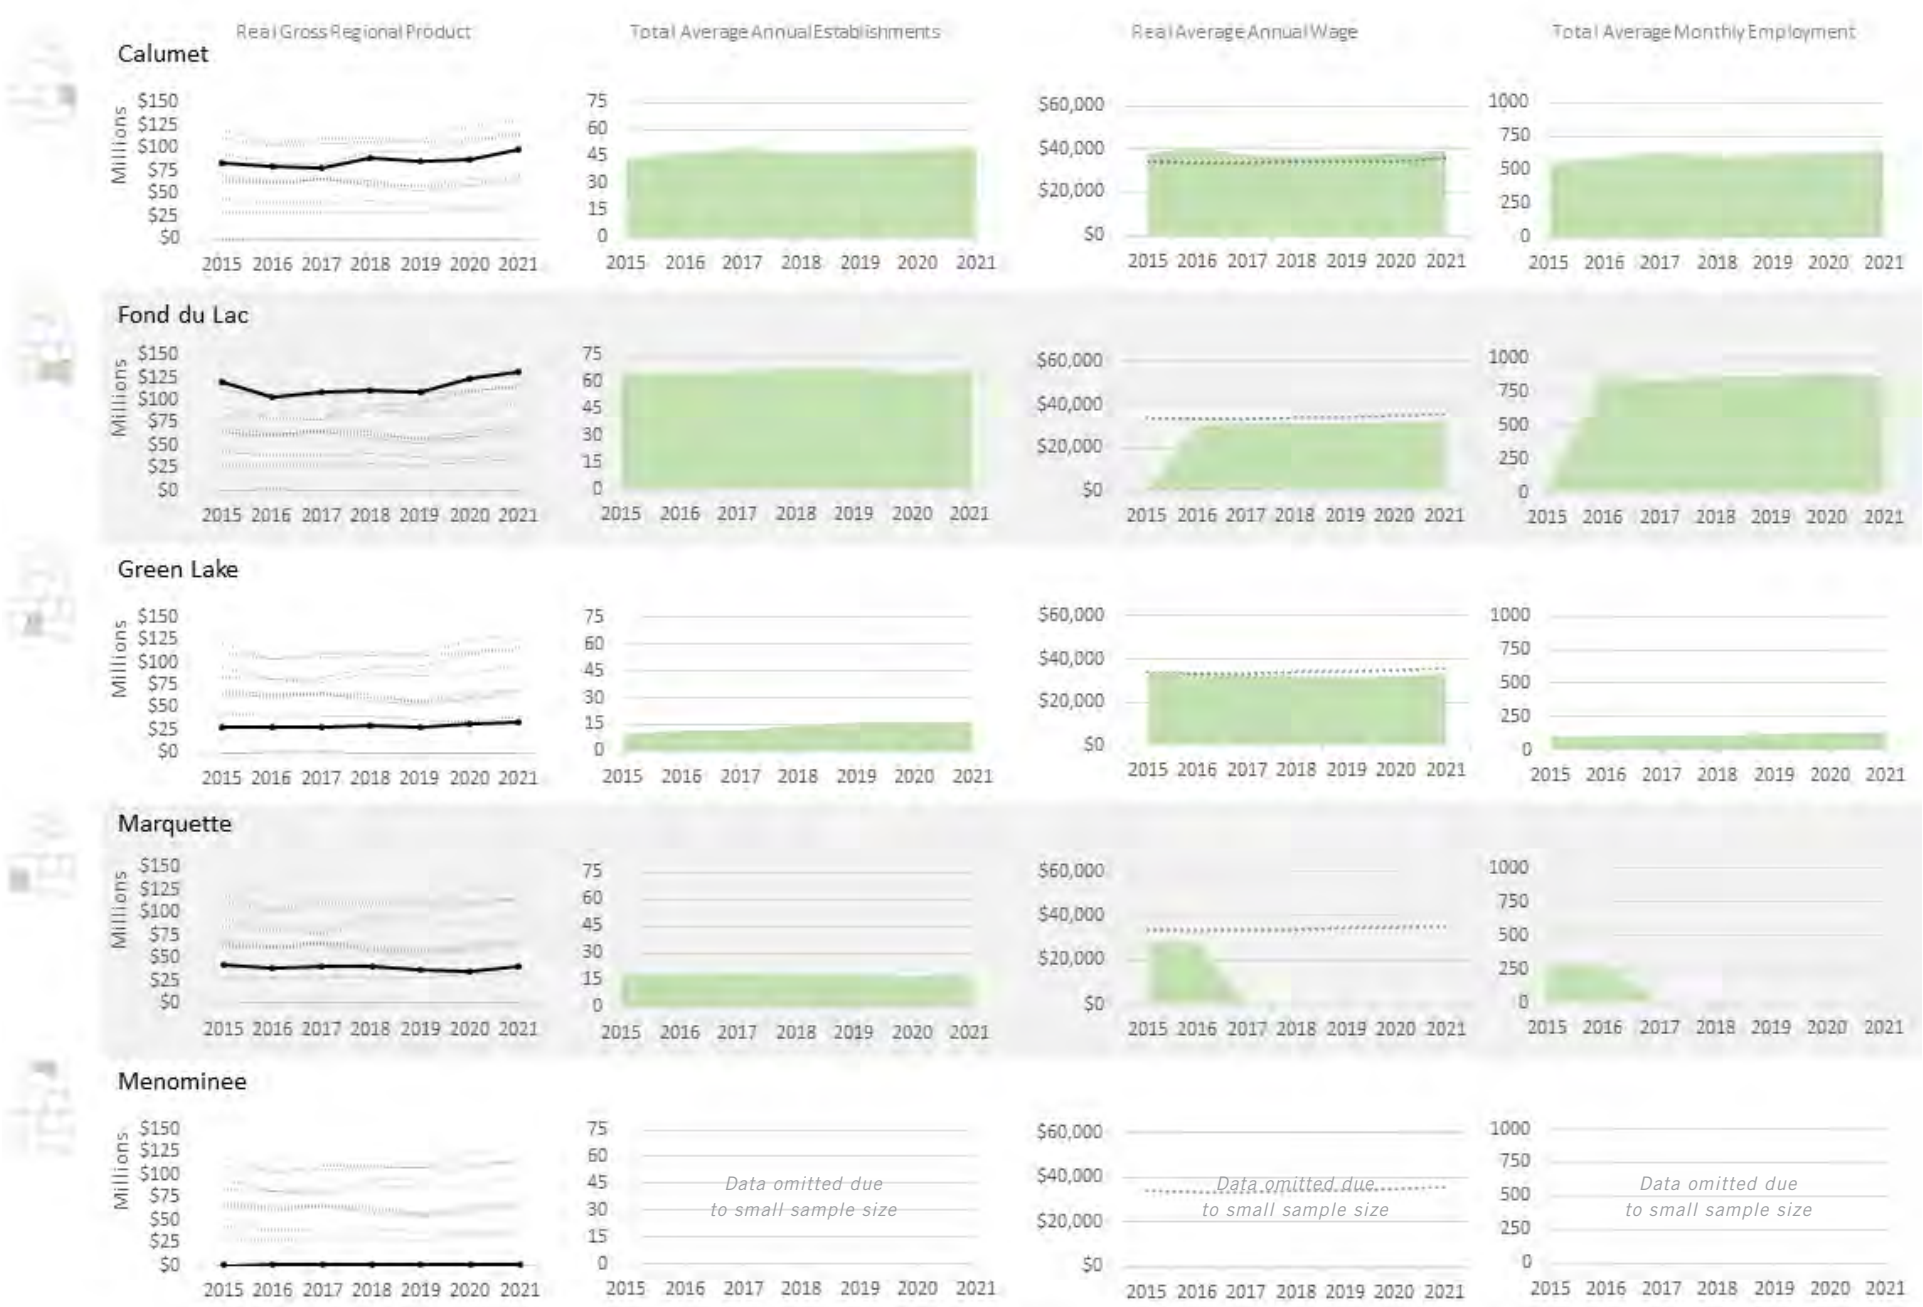 Real Gross Regional Product Total Average Annual Establishments Real Average Annual Wage Total Average Monthly Employment
Calumet
Millions
$150
$125
$100
$75
$50
$25
$0
2015 2016 2017 2018 2019 2020 2021
75
60
45
30
15
0
2015 2016 2017 2018 2019 2020 2021
$60,000
$40,000
$20,000
$0
2015 2016 2017 2018 2019 2020 2021
1000
750
500
250
0
2015 2016 2017 2018 2019 2020 2021
Fond du Lac
Millions
$150
$125
$100
$75
$50
$25
$0
2015 2016 2017 2018 2019 2020 2021
75
60
45
30
15
0
2015 2016 2017 2018 2019 2020 2021
$60,000
$40,000
$20,000
$0
2015 2016 2017 2018 2019 2020 2021
1000
750
500
250
0
2015 2016 2017 2018 2019 2020 2021
Green Lake
Millions
$150
$125
$100
$75
$50
$25
$0
2015 2016 2017 2018 2019 2020 2021
75
60
45
30
15
0
2015 2016 2017 2018 2019 2020 2021
$60,000
$40,000
$20,000
$0
2015 2016 2017 2018 2019 2020 2021
1000
750
500
250
0
2015 2016 2017 2018 2019 2020 2021
Marquette
Millions
$150
$125
$100
$75
$50
$25
$0
2015 2016 2017 2018 2019 2020 2021
75
60
45
30
15
0
2015 2016 2017 2018 2019 2020 2021
$60,000
$40,000
$20,000
$0
2015 2016 2017 2018 2019 2020 2021
1000
750
500
250
0
2015 2016 2017 2018 2019 2020 2021
Menominee
Millions
$150
$125
$100
$75
$50
$25
$0
2015 2016 2017 2018 2019 2020 2021
75
60
45
30
15
0
Data omitted due
to small sample size
2015 2016 2017 2018 2019 2020 2021
$60,000
$40,000
$20,000
$0
Data omitted due
to small sample size
2015 2016 2017 2018 2019 2020 2021
1000
750
500
250
0
Data omitted due
to small sample size
2015 2016 2017 2018 2019 2020 2021